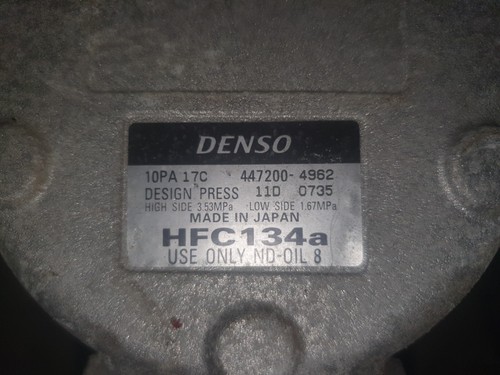 DENSO
10PA 17C 447200-4962
DESIGN PRESS 11D 0735
HIGH SIDE 3.53MPa LOW SIDE 1.67MPa
MADE IN JAPAN
HFC134a
USE ONLY ND-OIL 8